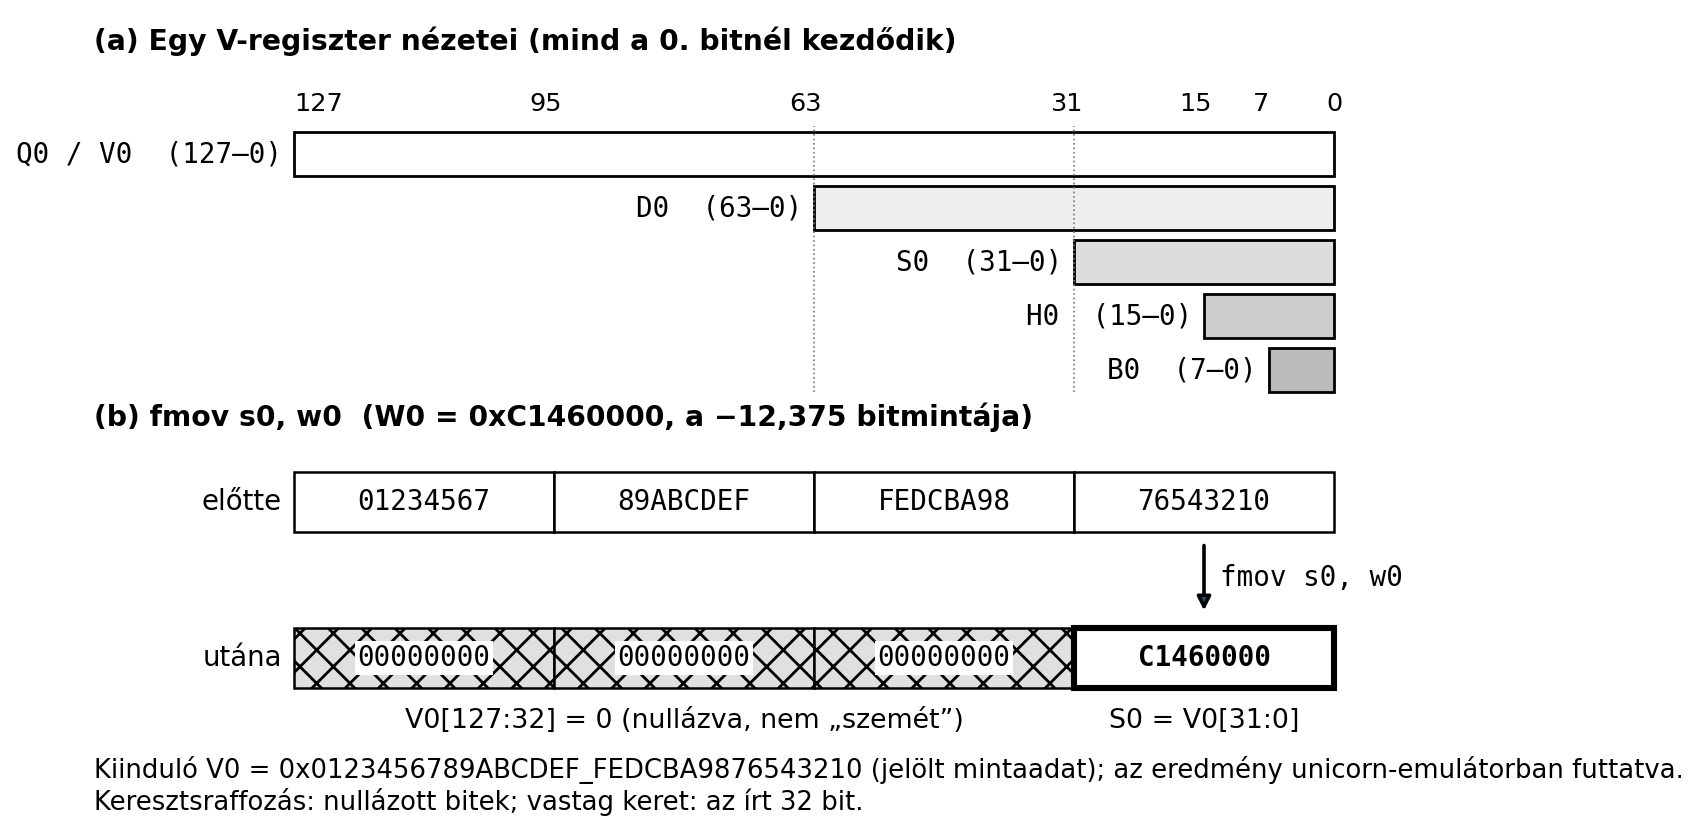 (a) Egy V-regiszter nézetei (mind a 0. bitnél kezdődik)
127 95 63 31 15 7 0
Q0 / V0 (127–0)
D0 (63–0)
S0 (31–0)
H0 (15–0)
B0 (7–0)
(b) fmov s0, w0 (W0 = 0xC1460000, a −12,375 bitmintája)
előtte 01234567 89ABCDEF FEDCBA98 76543210
fmov s0, w0
utána 00000000 00000000 00000000 C1460000
V0[127:32] = 0 (nullázva, nem „szemét”) S0 = V0[31:0]
Kiinduló V0 = 0x0123456789ABCDEF_FEDCBA9876543210 (jelölt mintaadat); az eredmény unicorn-emulátorban futtatva.
Keresztsraffozás: nullázott bitek; vastag keret: az írt 32 bit.